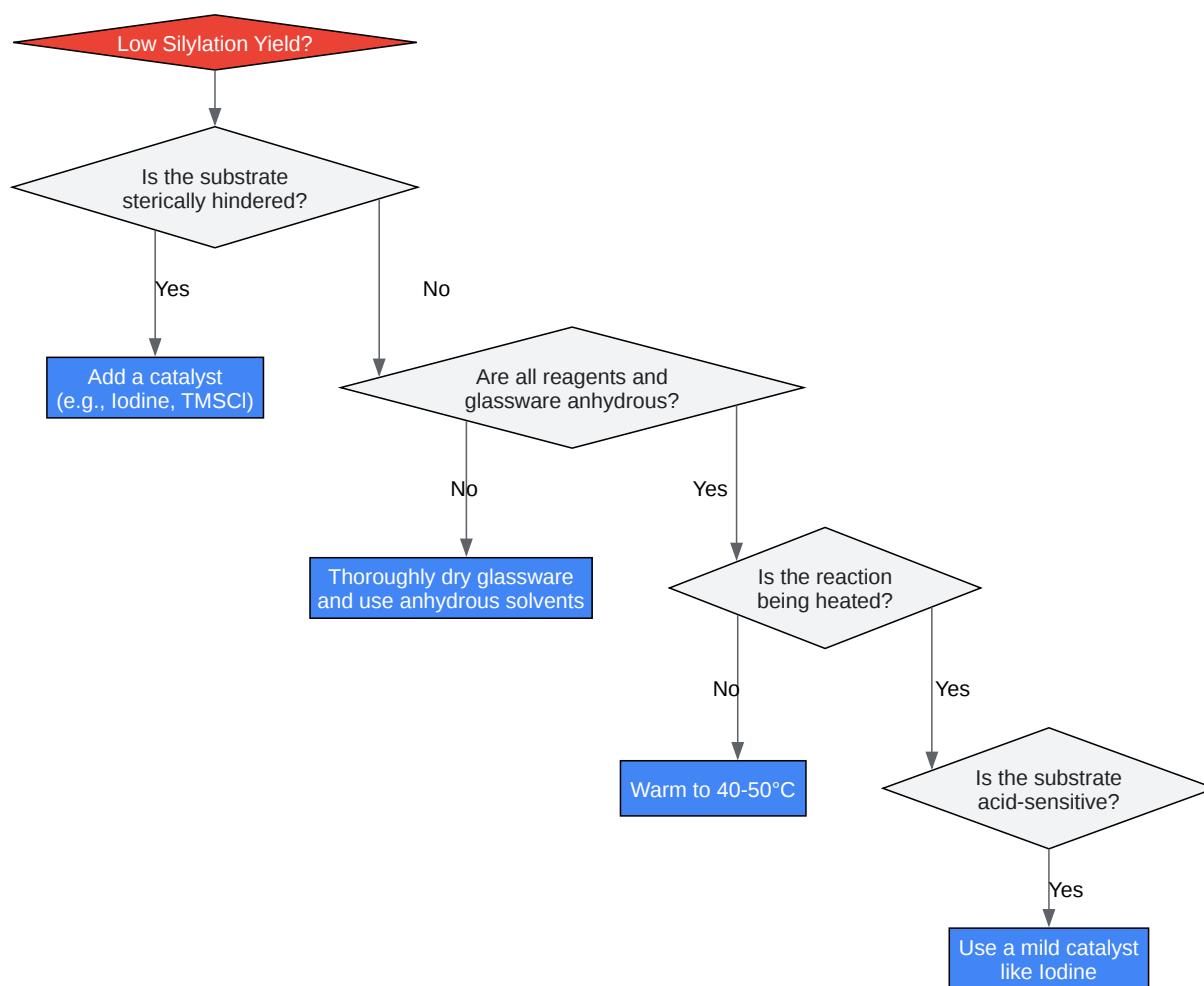 Low Silylation Yield?
Is the substrate
sterically hindered?
Yes
No
Add a catalyst
(e.g., Iodine, TMSCl)
Are all reagents and
glassware anhydrous?
No
Yes
Thoroughly dry glassware
and use anhydrous solvents
Is the reaction
being heated?
No
Yes
Warm to 40-50°C
Is the substrate
acid-sensitive?
Yes
Use a mild catalyst
like Iodine